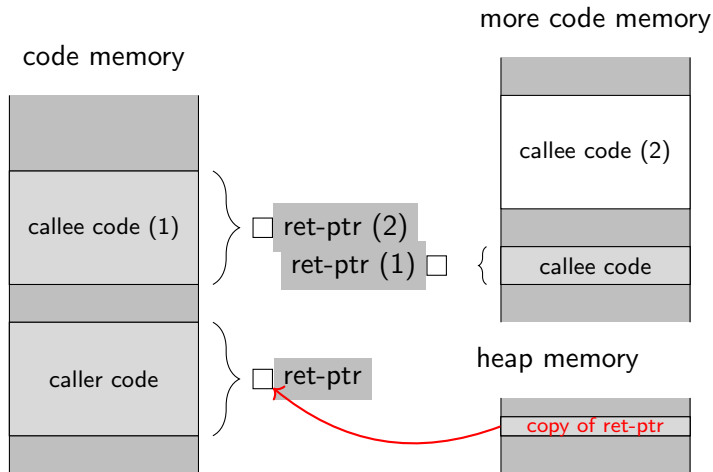 more code memory
code memory
callee code (2)
callee code (1)
ret-ptr (2)
ret-ptr (1)
callee code
caller code
ret-ptr
heap memory
copy of ret-ptr